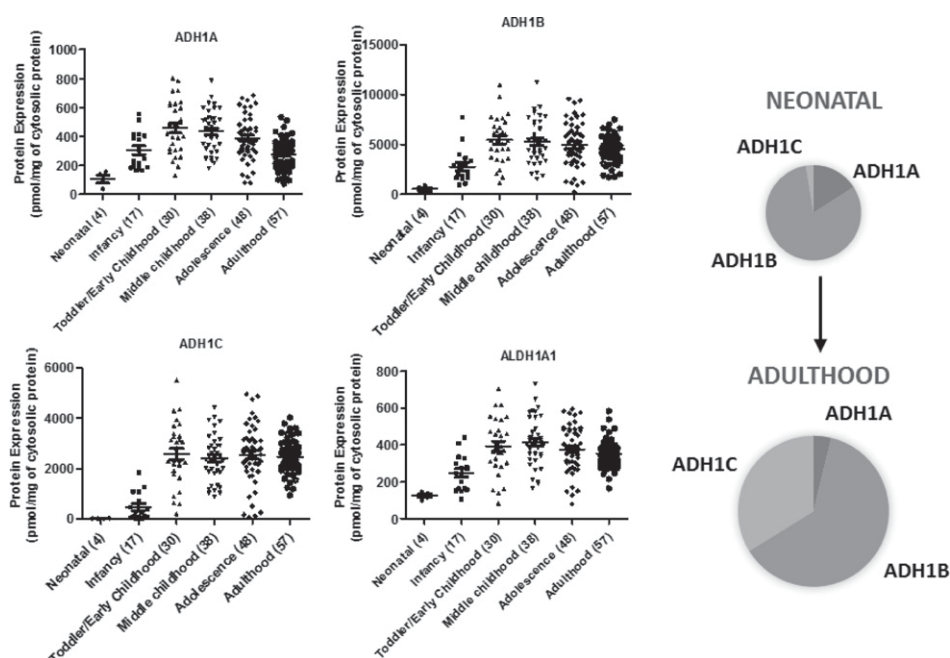 ADH1A
Protein Expression
(pmol/mg of cytosolic protein)
1000
800
600
400
200
0
Neonatal (4)
Infancy (17)
Toddler/Early Childhood (30)
Middle childhood (38)
Adolescence (48)
Adulthood (57)
ADH1B
Protein Expression
(pmol/mg of cytosolic protein)
15000
10000
5000
0
Neonatal (4)
Infancy (17)
Toddler/Early Childhood (30)
Middle childhood (38)
Adolescence (48)
Adulthood (57)
ADH1C
Protein Expression
(pmol/mg of cytosolic protein)
6000
4000
2000
0
Neonatal (4)
Infancy (17)
Toddler/Early Childhood (30)
Middle childhood (38)
Adolescence (48)
Adulthood (57)
ALDH1A1
Protein Expression
(pmol/mg of cytosolic protein)
800
600
400
200
0
Neonatal (4)
Infancy (17)
Toddler/Early Childhood (30)
Middle childhood (38)
Adolescence (48)
Adulthood (57)
NEONATAL
ADH1C
ADH1A
ADH1B
ADULTHOOD
ADH1A
ADH1C
ADH1B